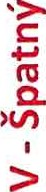 v - Špatný